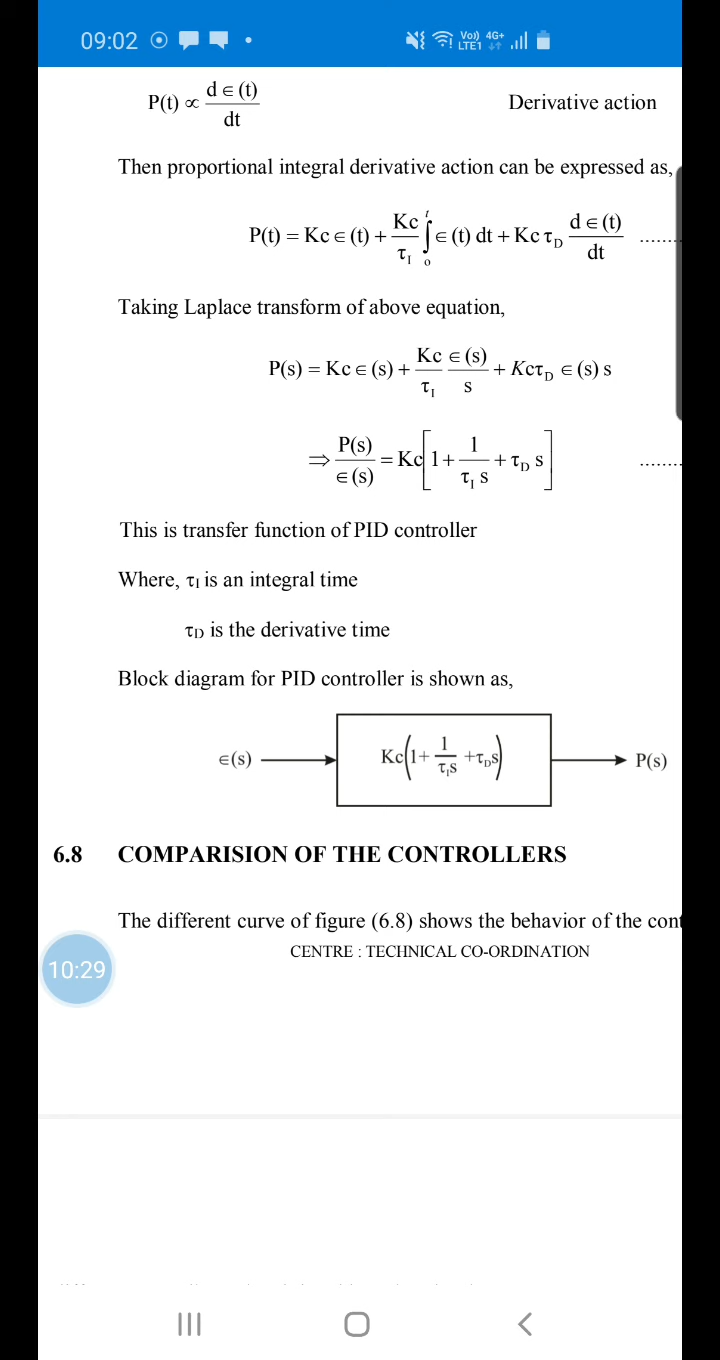 09:02
Vo)) 4G+
LTE1
P(t) ∝ d∈(t)/dt Derivative action
Then proportional integral derivative action can be expressed as,
P(t) = Kc∈(t) + Kc/τI ∫₀ᵗ ∈(t) dt + Kc τD d∈(t)/dt ........
Taking Laplace transform of above equation,
P(s) = Kc∈(s) + Kc/τI ∈(s)/s + KcτD ∈(s) s
⇒ P(s)/∈(s) = Kc[1 + 1/τI s + τD s] ........
This is transfer function of PID controller
Where, τI is an integral time
τD is the derivative time
Block diagram for PID controller is shown as,
∈(s) Kc(1+ 1/τIs +τDs) P(s)
6.8 COMPARISION OF THE CONTROLLERS
The different curve of figure (6.8) shows the behavior of the
CENTRE : TECHNICAL CO-ORDINATION
10:29